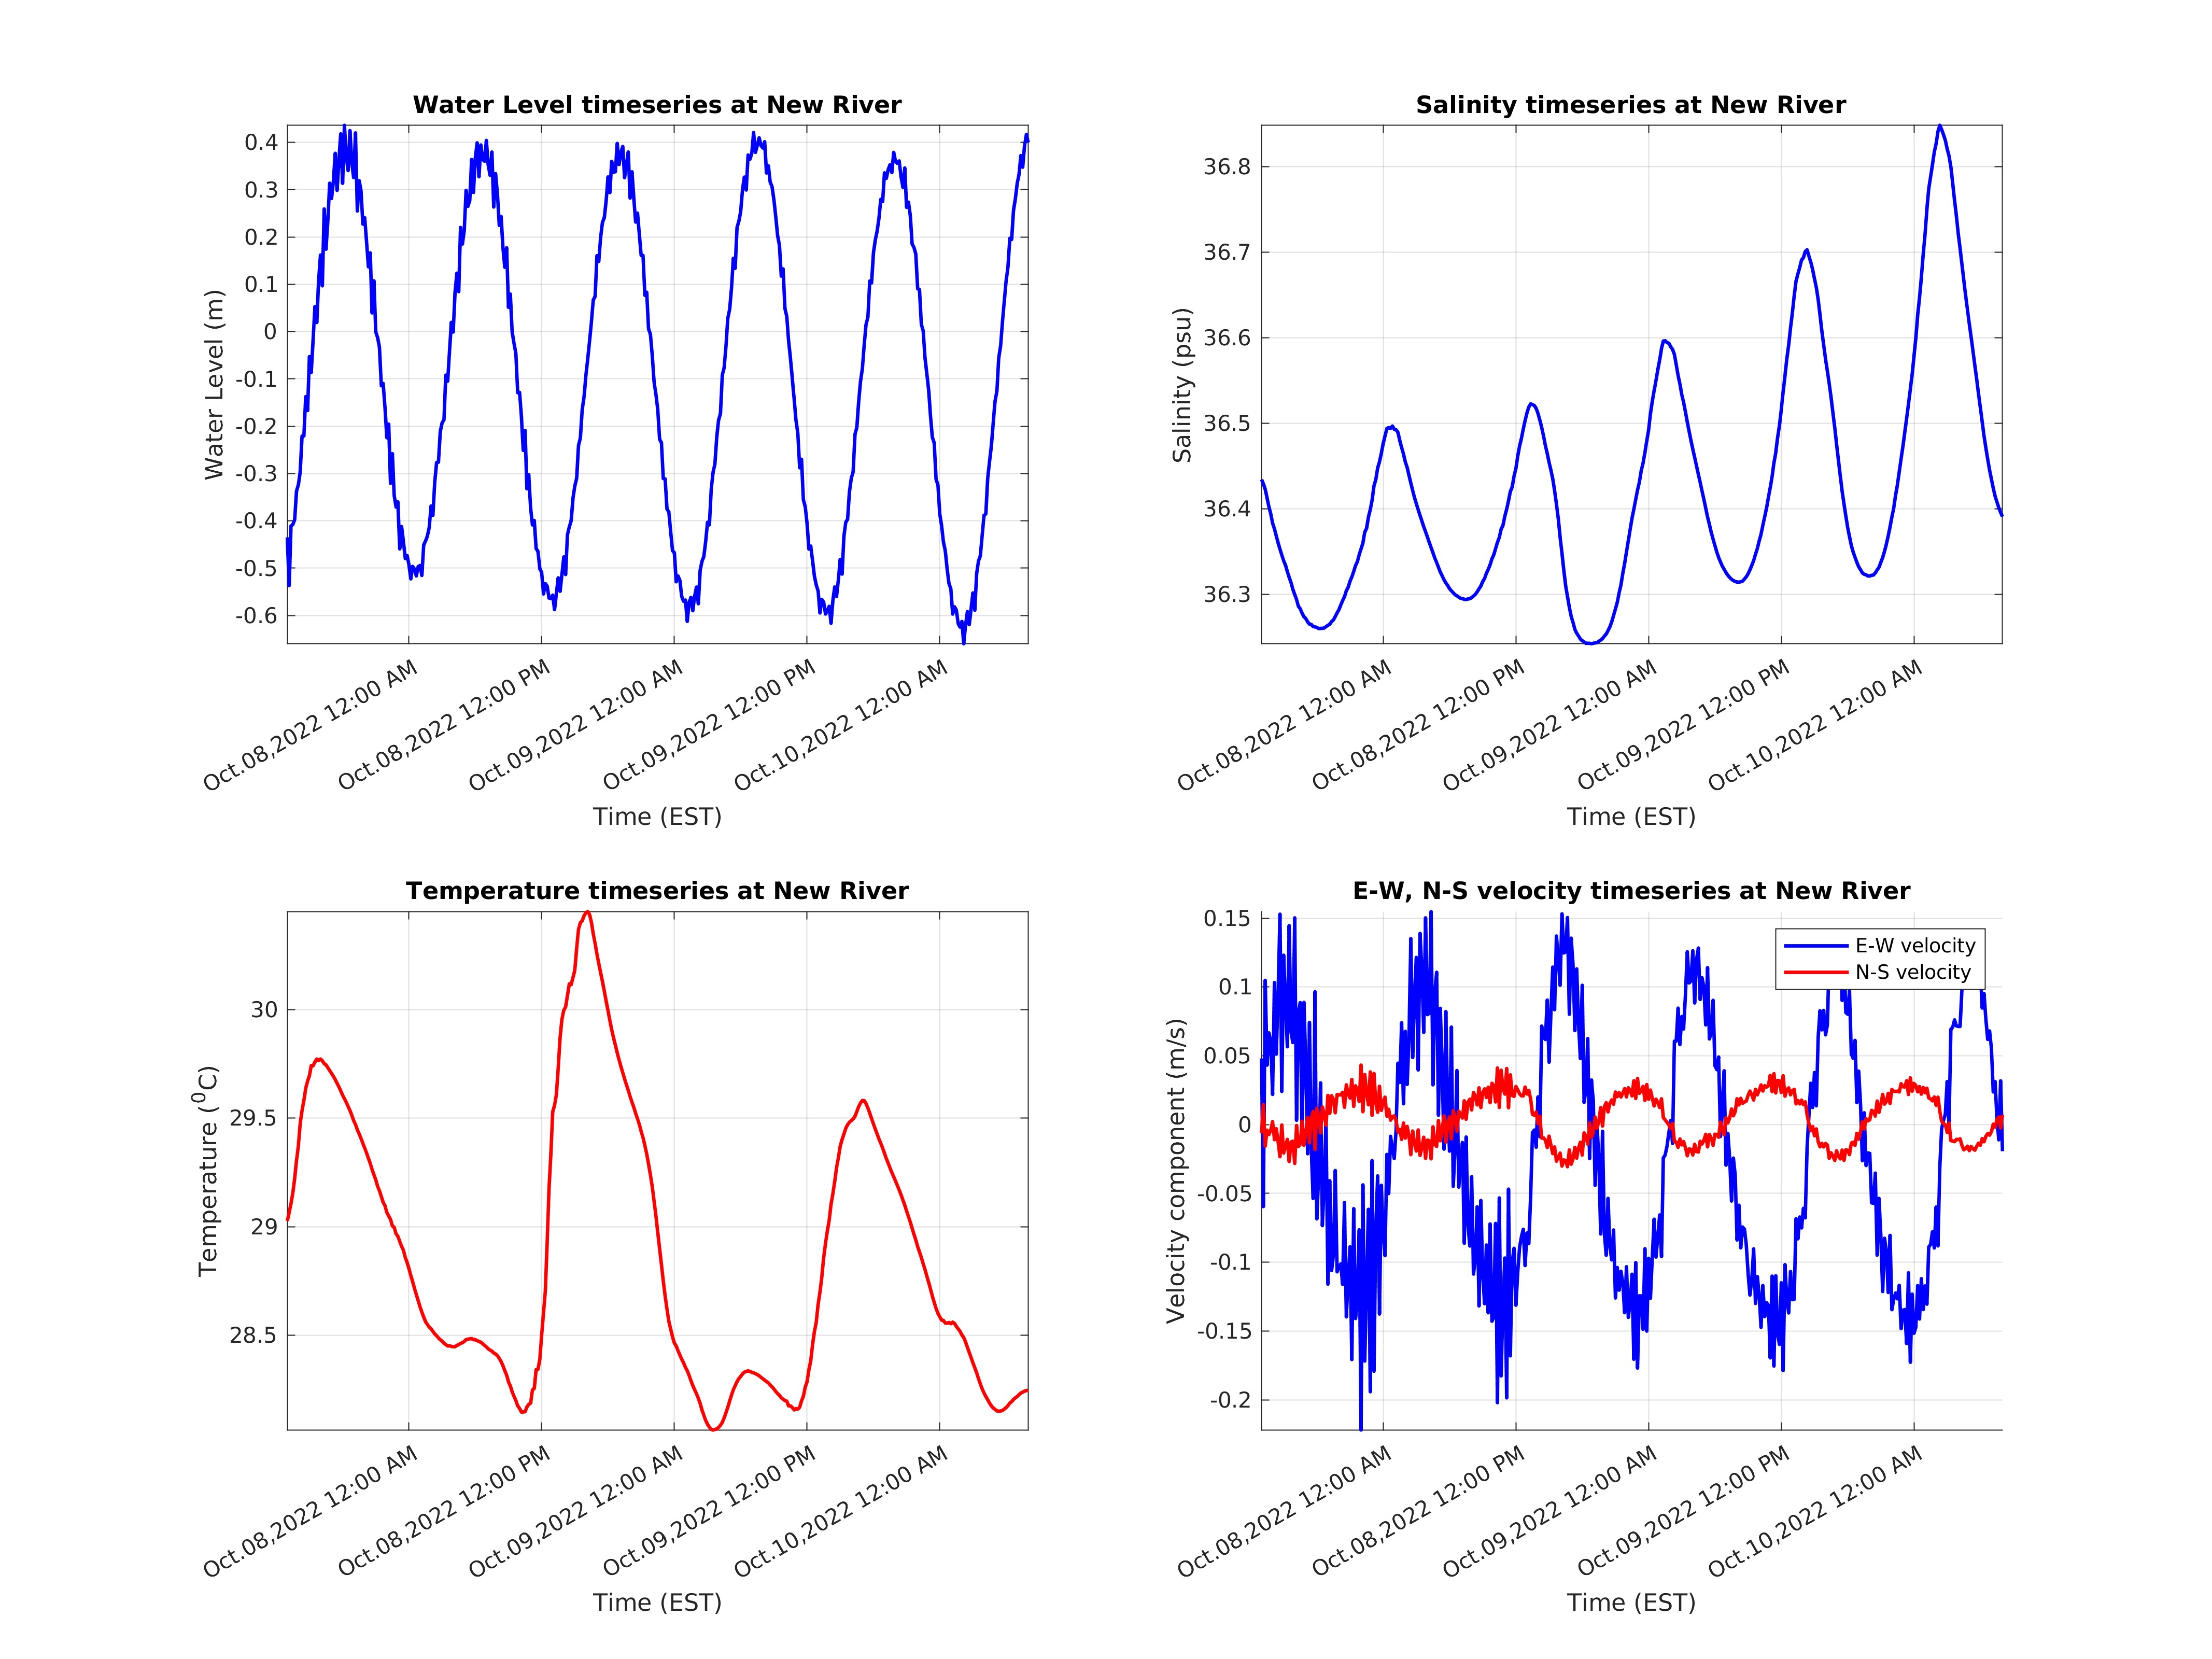 Water Level timeseries at New River
Water Level (m)
0.4
0.3
0.2
0.1
0
-0.1
-0.2
-0.3
-0.4
-0.5
-0.6
Oct.08,2022 12:00 AM
Oct.08,2022 12:00 PM
Oct.09,2022 12:00 AM
Oct.09,2022 12:00 PM
Oct.10,2022 12:00 AM
Time (EST)
Salinity timeseries at New River
Salinity (psu)
36.8
36.7
36.6
36.5
36.4
36.3
Oct.08,2022 12:00 AM
Oct.08,2022 12:00 PM
Oct.09,2022 12:00 AM
Oct.09,2022 12:00 PM
Oct.10,2022 12:00 AM
Time (EST)
Temperature timeseries at New River
Temperature (⁰C)
30
29.5
29
28.5
Oct.08,2022 12:00 AM
Oct.08,2022 12:00 PM
Oct.09,2022 12:00 AM
Oct.09,2022 12:00 PM
Oct.10,2022 12:00 AM
Time (EST)
E-W, N-S velocity timeseries at New River
Velocity component (m/s)
0.15
0.1
0.05
0
-0.05
-0.1
-0.15
-0.2
E-W velocity
N-S velocity
Oct.08,2022 12:00 AM
Oct.08,2022 12:00 PM
Oct.09,2022 12:00 AM
Oct.09,2022 12:00 PM
Oct.10,2022 12:00 AM
Time (EST)